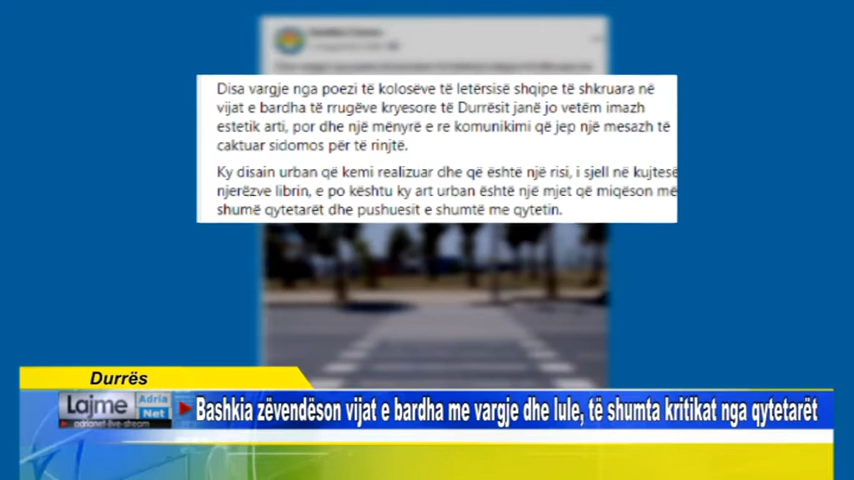 Disa vargje nga poezi të kolosëve të letërsisë shqipe të shkruara në
vijat e bardha të rrugëve kryesore të Durrësit janë jo vetëm imazh
estetik arti, por dhe një mënyrë e re komunikimi që jep një mesazh të
caktuar sidomos për të rinjtë.
Ky disain urban që kemi realizuar dhe që është një risi, i sjell në kujtesë
njerëzve librin, e po kështu ky art urban është një mjet që miqëson më
shumë qytetarët dhe pushuesit e shumtë me qytetin.
Durrës
Lajme Adria Net
adrianet-live-stream
Bashkia zëvendëson vijat e bardha me vargje dhe lule, të shumta kritikat nga qytetarët